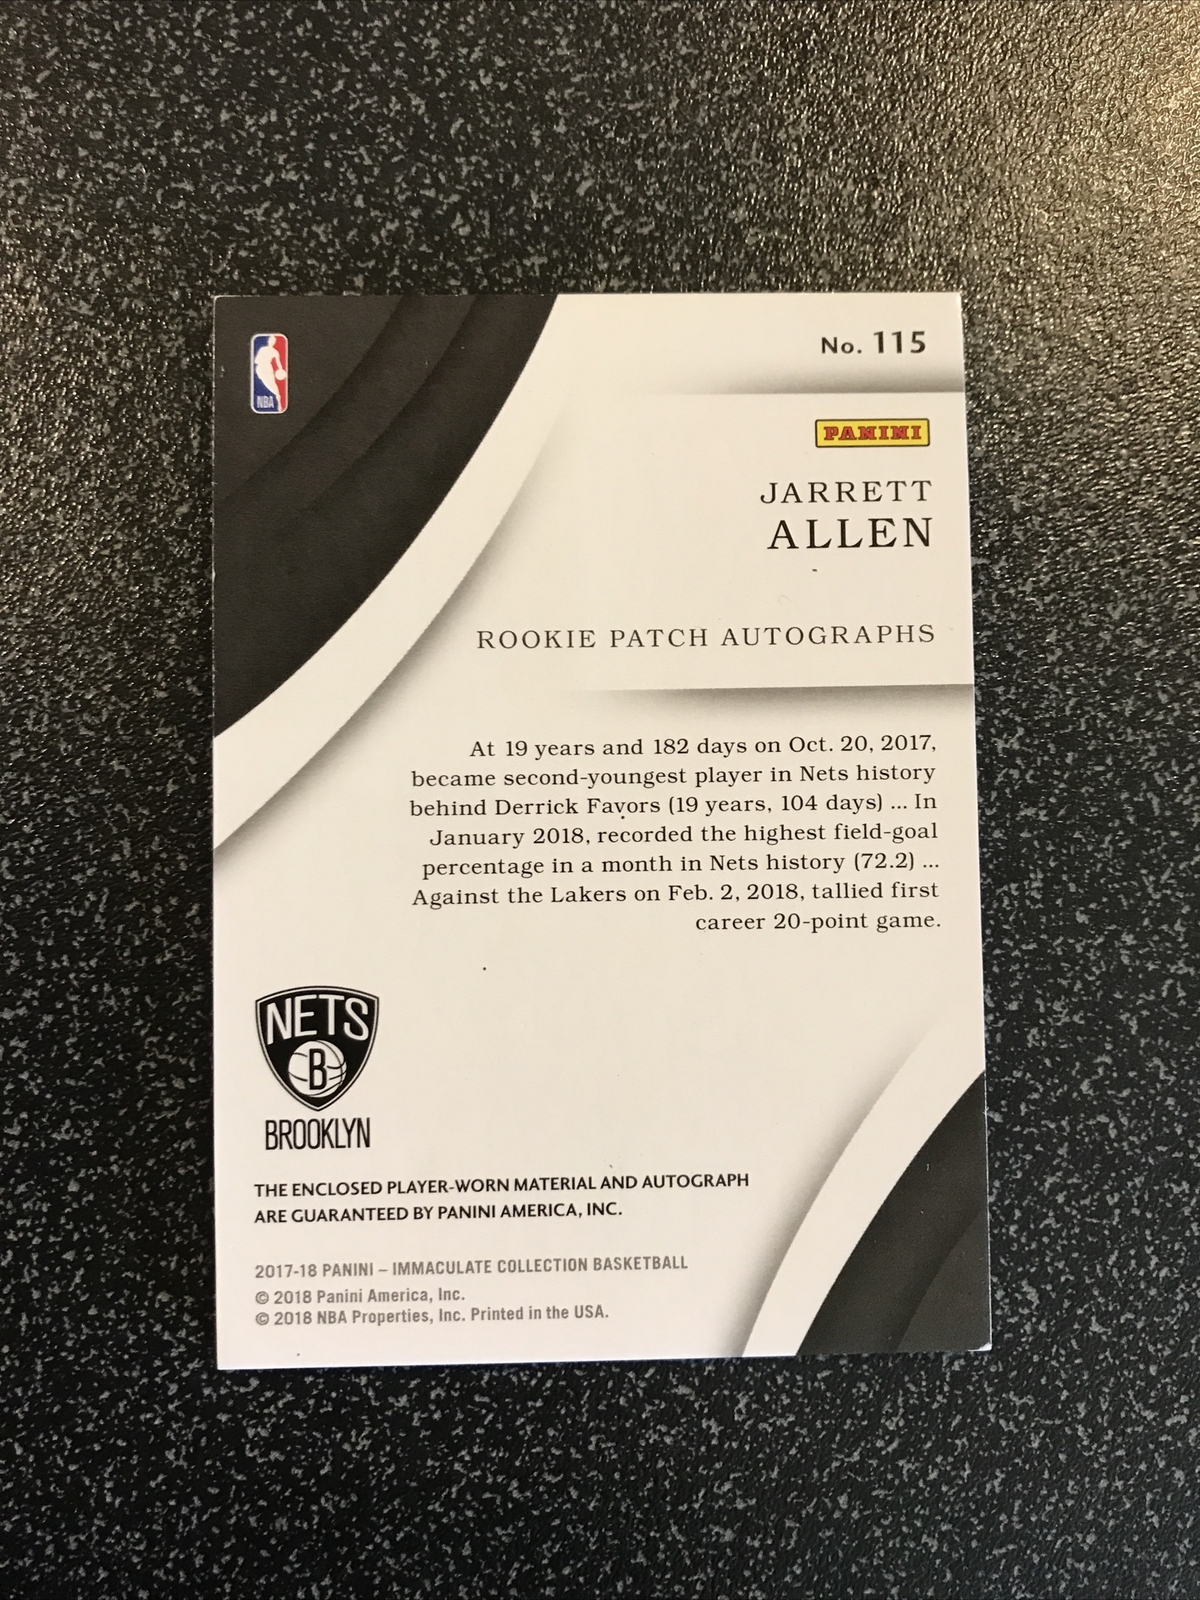 No. 115
NBA
PANINI
JARRETT
ALLEN
ROOKIE PATCH AUTOGRAPHS
At 19 years and 182 days on Oct. 20, 2017,
became second-youngest player in Nets history
behind Derrick Favors (19 years, 104 days) ... In
January 2018, recorded the highest field-goal
percentage in a month in Nets history (72.2) ...
Against the Lakers on Feb. 2, 2018, tallied first
career 20-point game.
NETS
B
BROOKLYN
THE ENCLOSED PLAYER-WORN MATERIAL AND AUTOGRAPH
ARE GUARANTEED BY PANINI AMERICA, INC.
2017-18 PANINI – IMMACULATE COLLECTION BASKETBALL
© 2018 Panini America, Inc.
© 2018 NBA Properties, Inc. Printed in the USA.